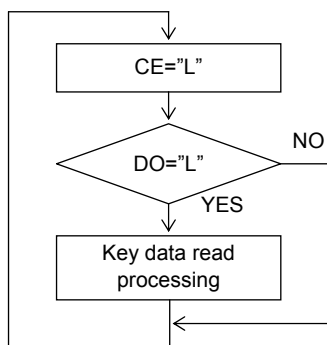 CE=”L”
NO
DO=”L”
YES
Key data read
processing